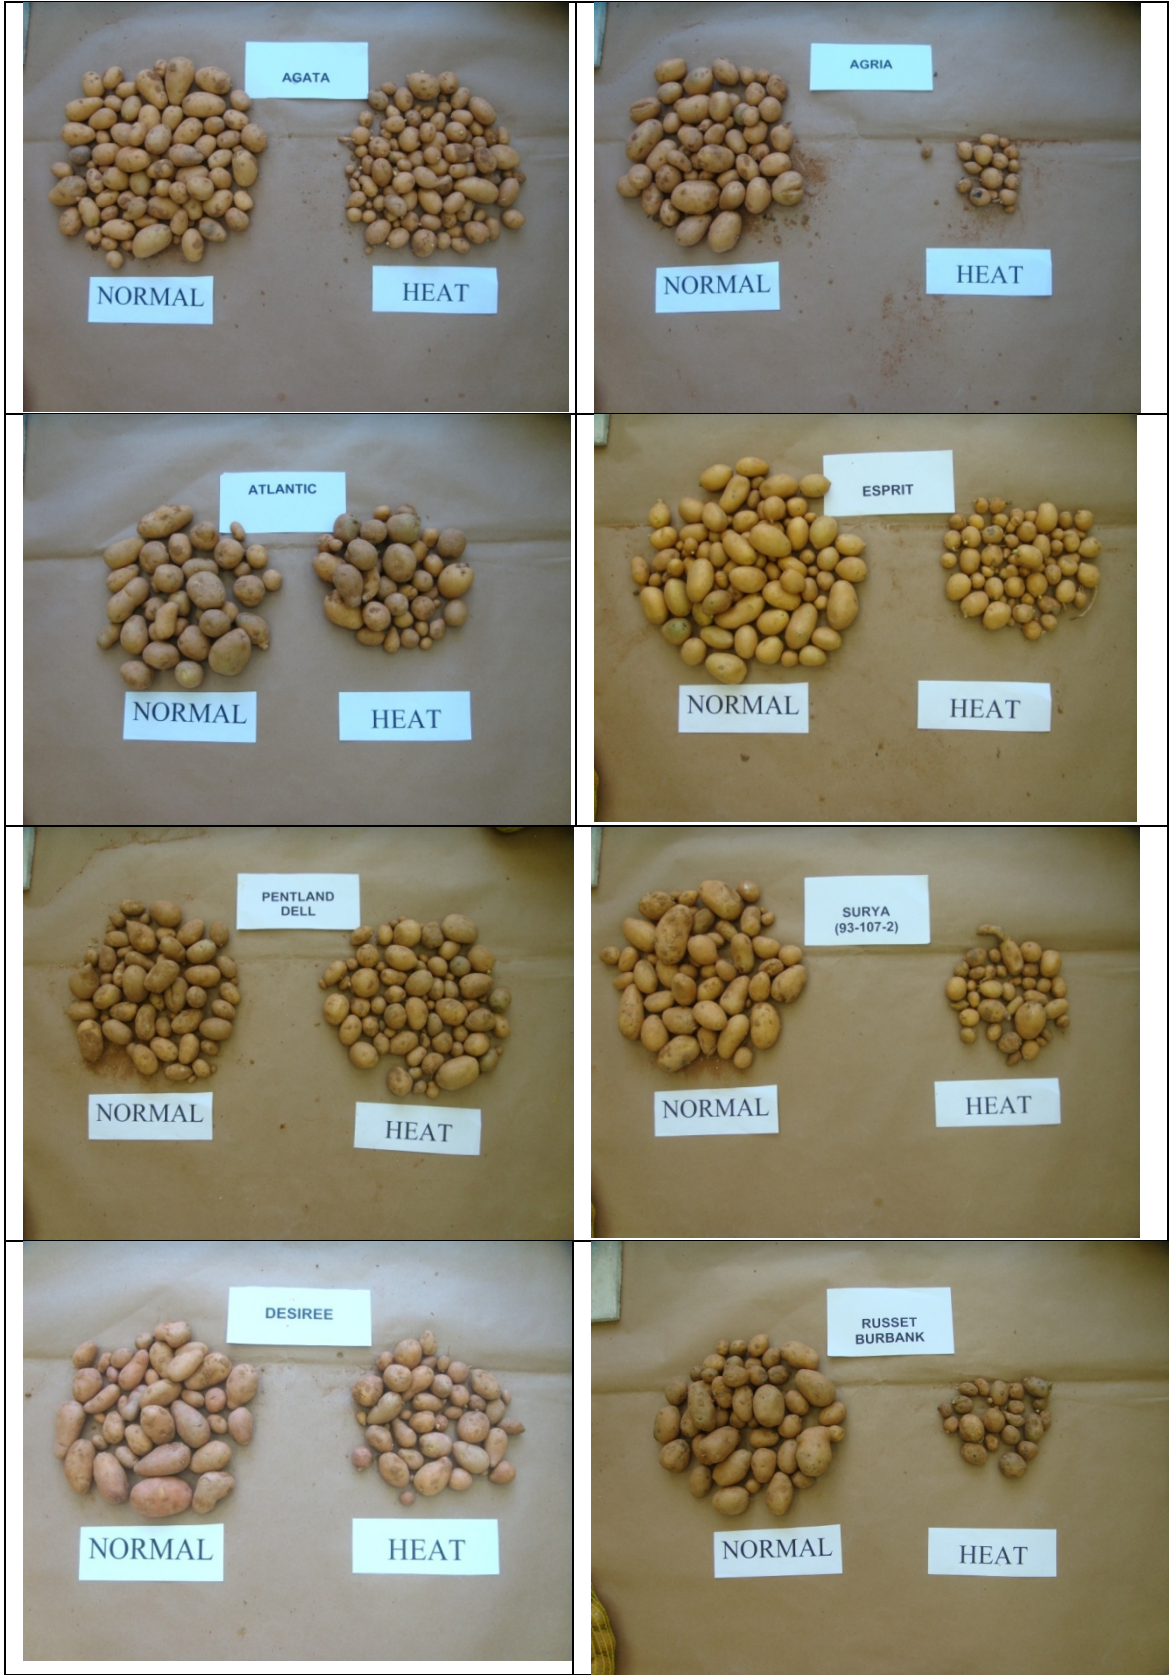 AGATA
NORMAL
HEAT
AGRIA
NORMAL
HEAT
ATLANTIC
NORMAL
HEAT
ESPRIT
NORMAL
HEAT
PENTLAND
DELL
NORMAL
HEAT
SURYA
(93-107-2)
NORMAL
HEAT
DESIREE
NORMAL
HEAT
RUSSET
BURBANK
NORMAL
HEAT